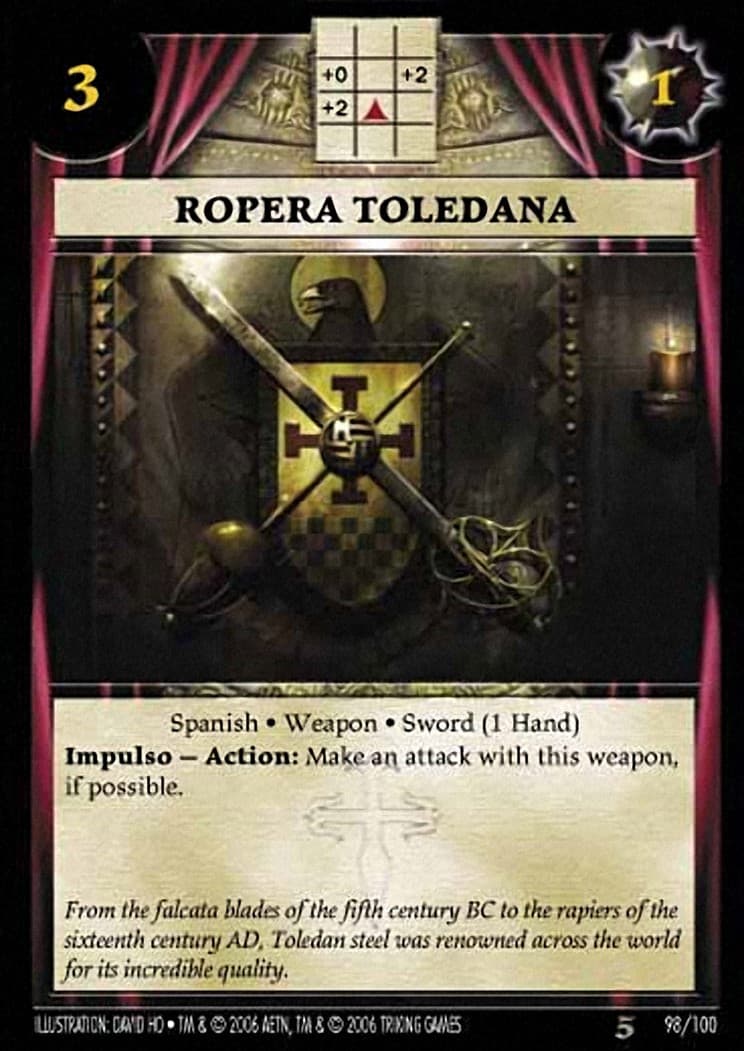 3
+0 +2
+2
1
ROPERA TOLEDANA
Spanish • Weapon • Sword (1 Hand)
Impulso – Action: Make an attack with this weapon,
if possible.
From the falcata blades of the fifth century BC to the rapiers of the
sixteenth century AD, Toledan steel was renowned across the world
for its incredible quality.
ILLUSTRATION: DAVID HO • TM & © 2006 AETN, TM & © 2006 TRIKING GAMES
5 98/100